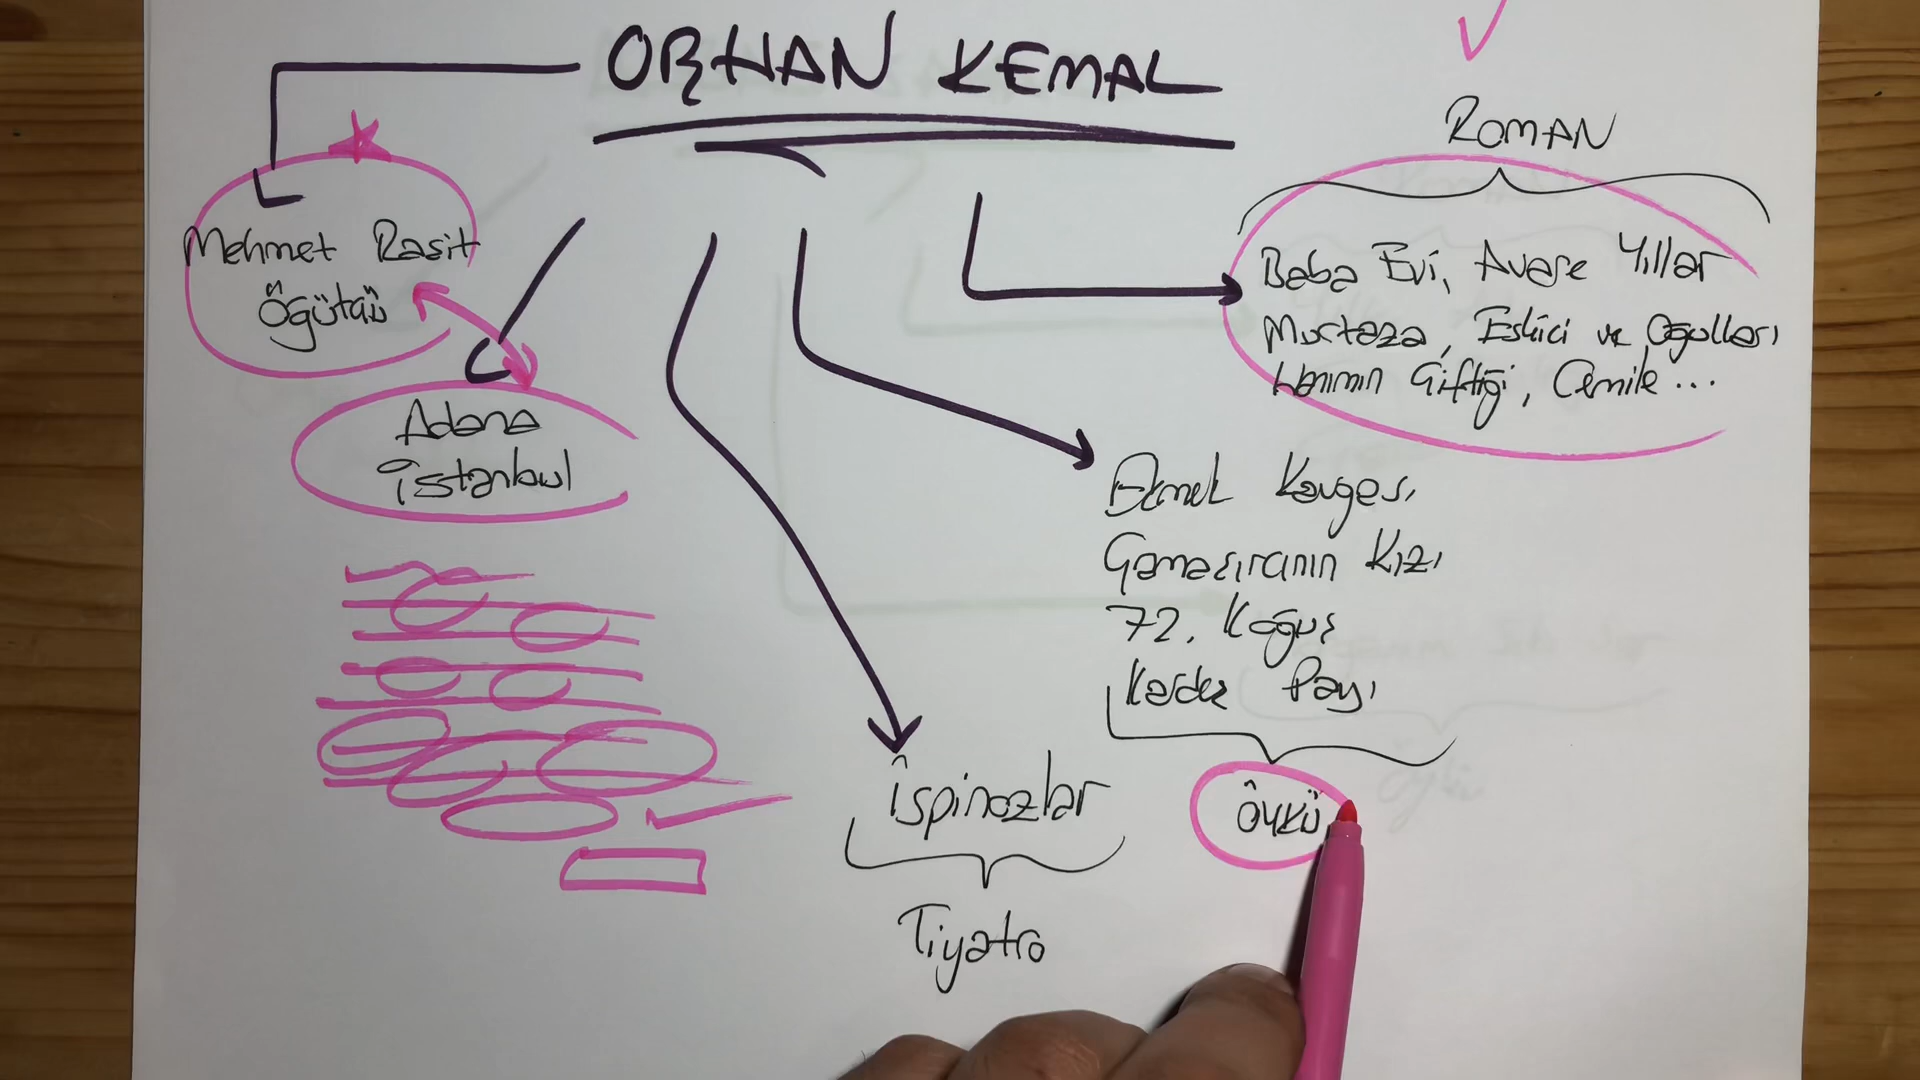 ORHAN KEMAL
Mehmet Raşit
Öğütçü
Adana
İstanbul
ROMAN
Baba Evi, Avare Yıllar
Murtaza, Eskici ve Oğulları
Hanımın Çiftliği, Cemile...
Ekmek Kavgası
Çamaşırcının Kızı
72. Koğuş
Kardeş Payı
Öykü
İspinozlar
Tiyatro